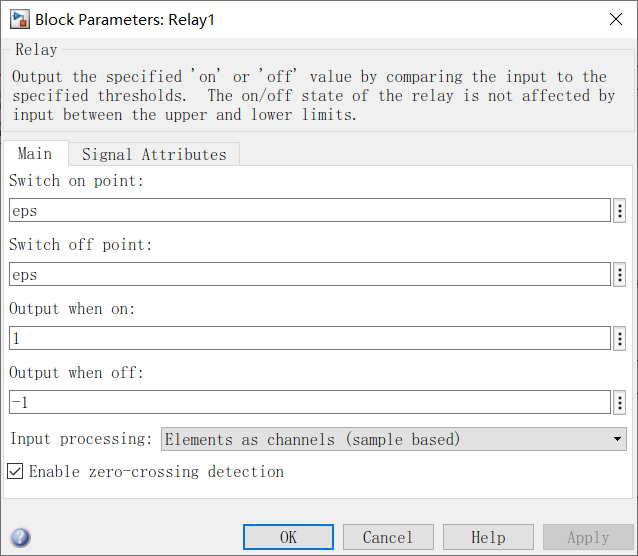 Block Parameters: Relay1
Relay
Output the specified 'on' or 'off' value by comparing the input to the
specified thresholds.  The on/off state of the relay is not affected by
input between the upper and lower limits.
Main Signal Attributes
Switch on point:
eps
Switch off point:
eps
Output when on:
1
Output when off:
-1
Input processing: Elements as channels (sample based)
Enable zero-crossing detection
OK Cancel Help Apply